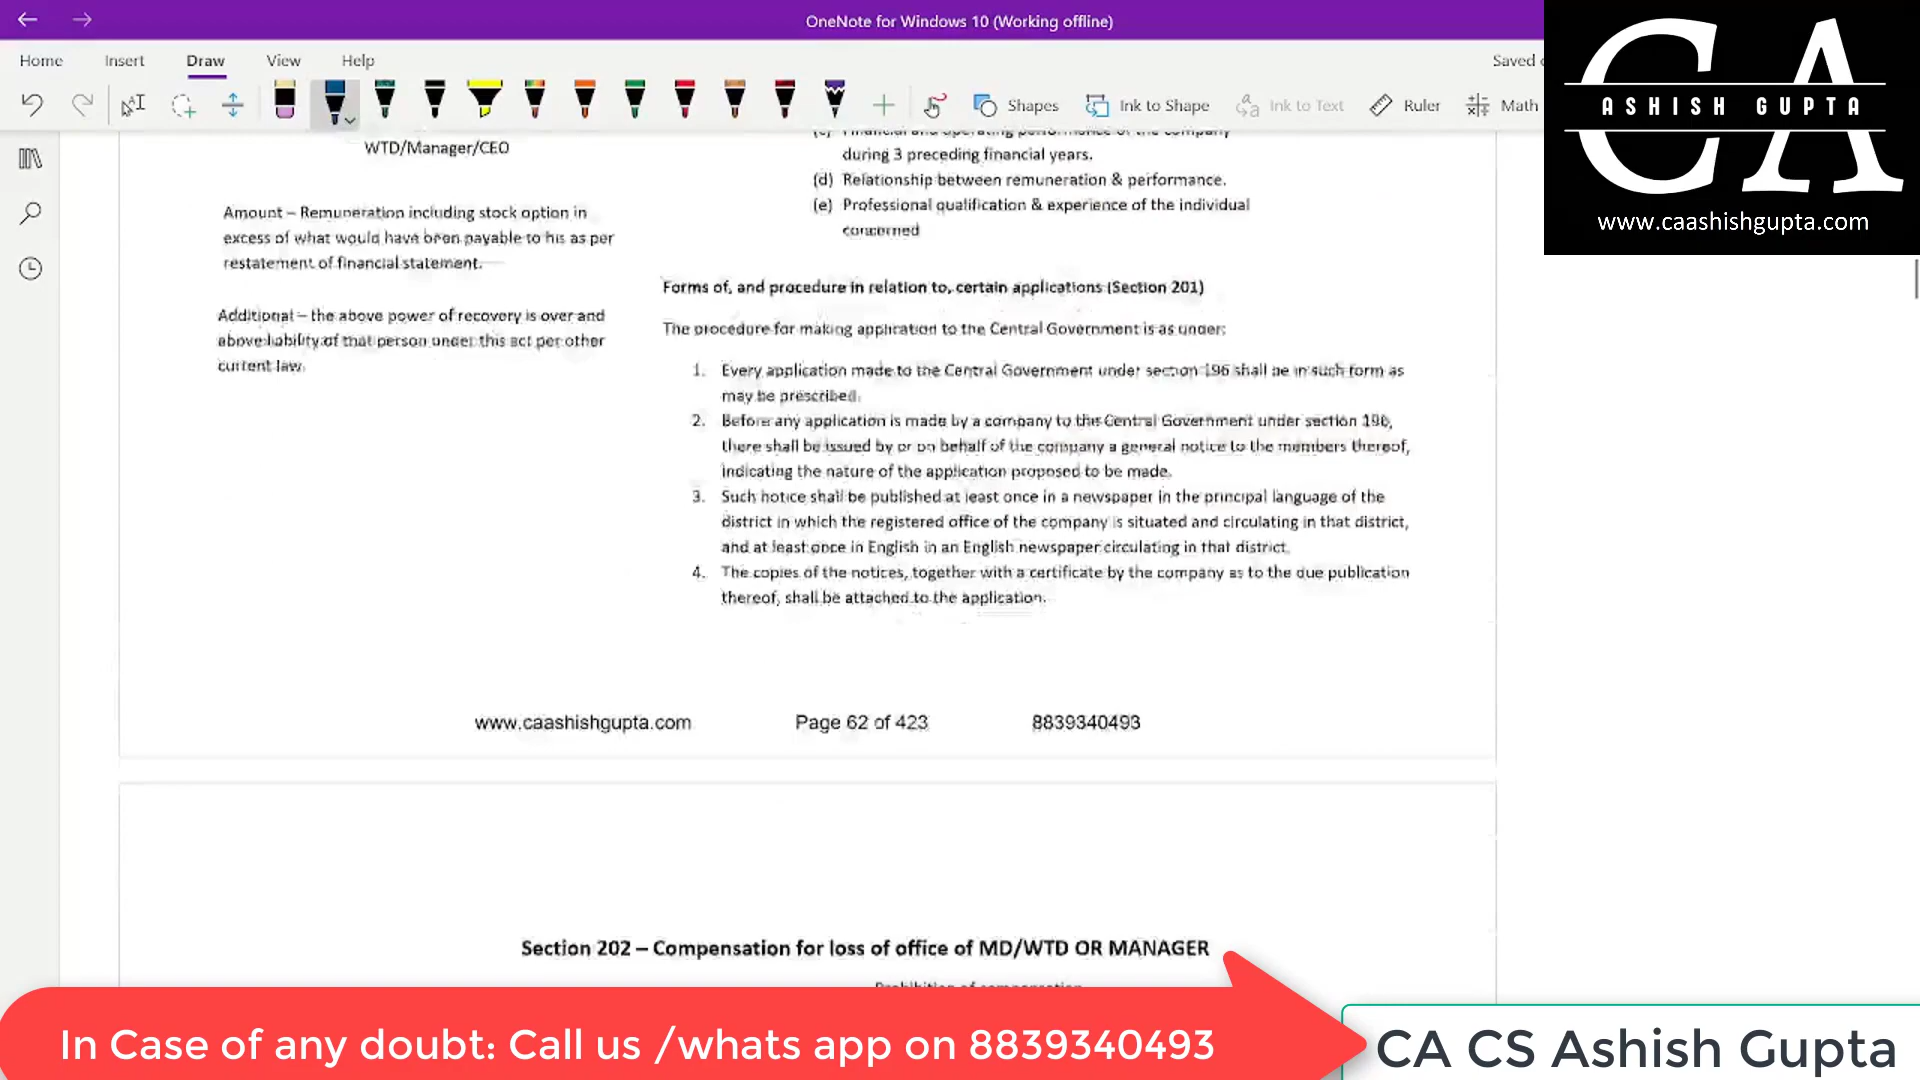 OneNote for Windows 10 (Working offline)
Home Insert Draw View Help
Saved
Shapes Ink to Shape Ink to Text Ruler Math
CA
ASHISH GUPTA
www.caashishgupta.com
WTD/Manager/CEO
Amount – Remuneration including stock option in
excess of what would have been payable to his as per
restatement of financial statement.
Additional – the above power of recovery is over and
above liability of that person under this act per other
current law.
(c) Financial and operating performance of the company
during 3 preceding financial years.
(d) Relationship between remuneration & performance.
(e) Professional qualification & experience of the individual
concerned
Forms of, and procedure in relation to, certain applications (Section 201)
The procedure for making application to the Central Government is as under:
1. Every application made to the Central Government under section 196 shall be in such form as
may be prescribed.
2. Before any application is made by a company to the Central Government under section 196,
there shall be issued by or on behalf of the company a general notice to the members thereof,
indicating the nature of the application proposed to be made.
3. Such notice shall be published at least once in a newspaper in the principal language of the
district in which the registered office of the company is situated and circulating in that district,
and at least once in English in an English newspaper circulating in that district.
4. The copies of the notices, together with a certificate by the company as to the due publication
thereof, shall be attached to the application.
www.caashishgupta.com Page 62 of 423 8839340493
Section 202 – Compensation for loss of office of MD/WTD OR MANAGER
Prohibition of compensation
In Case of any doubt: Call us /whats app on 8839340493
CA CS Ashish Gupta